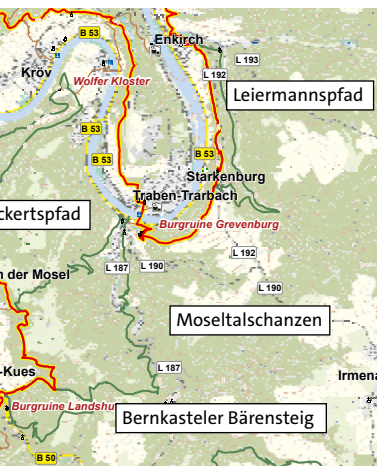 Enkirch
B 53
L 193
Kröv
Wolfer Kloster
L 192
Leiermannspfad
B 53
B 53
B 53
Starkenburg
Traben-Trarbach
ckertspfad
Burgruine Grevenburg
L 192
n der Mosel
L 187
L 190
L 190
Moseltalschanzen
-Kues
L 187
Irmena
Burgruine Landshu
Bernkasteler Bärensteig
B 50